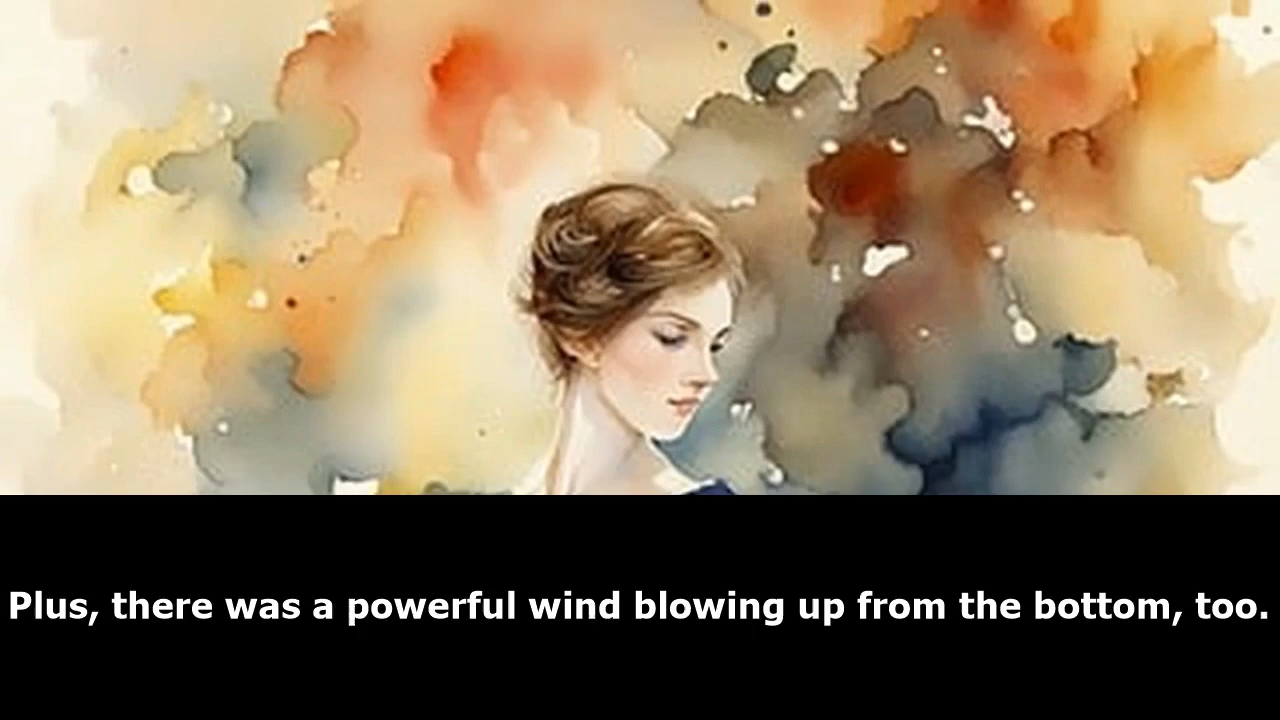 Plus, there was a powerful wind blowing up from the bottom, too.